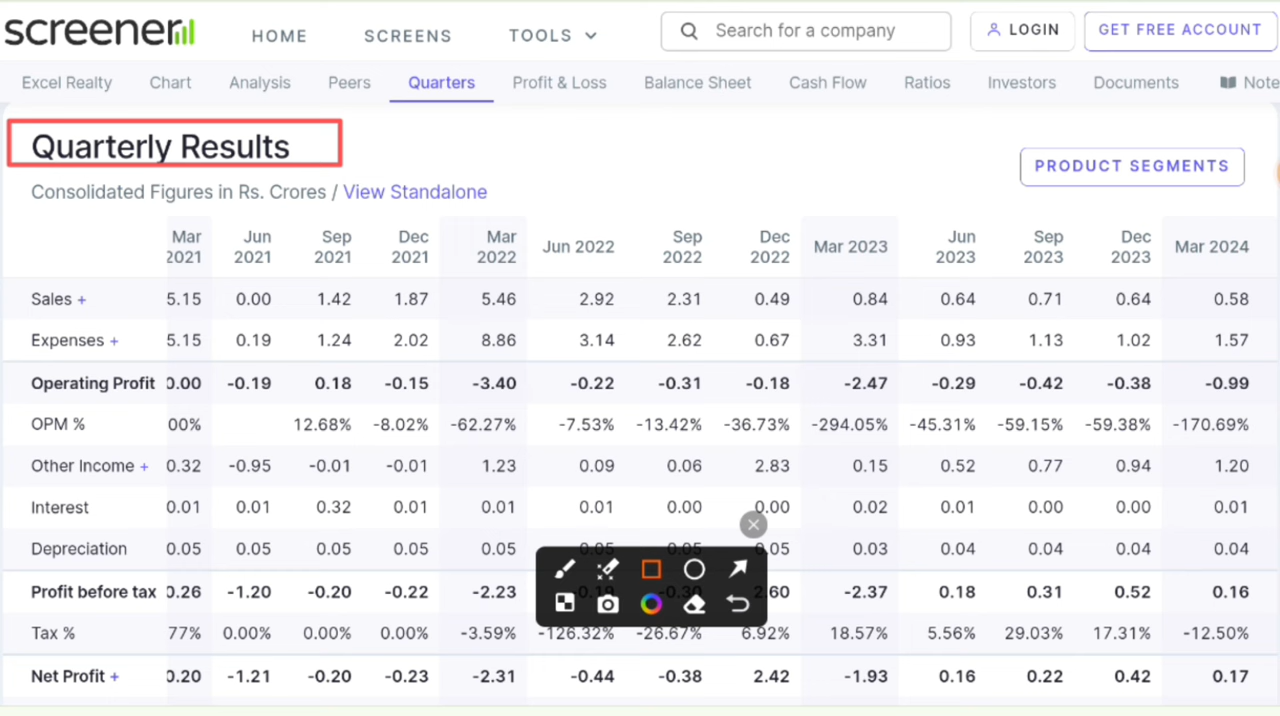 screener HOME SCREENS TOOLS Search for a company LOGIN GET FREE ACCOUNT
Excel Realty Chart Analysis Peers Quarters Profit & Loss Balance Sheet Cash Flow Ratios Investors Documents Note
Quarterly Results
PRODUCT SEGMENTS
Consolidated Figures in Rs. Crores / View Standalone
Mar 2021 Jun 2021 Sep 2021 Dec 2021 Mar 2022 Jun 2022 Sep 2022 Dec 2022 Mar 2023 Jun 2023 Sep 2023 Dec 2023 Mar 2024
Sales + 5.15 0.00 1.42 1.87 5.46 2.92 2.31 0.49 0.84 0.64 0.71 0.64 0.58
Expenses + 5.15 0.19 1.24 2.02 8.86 3.14 2.62 0.67 3.31 0.93 1.13 1.02 1.57
Operating Profit 0.00 -0.19 0.18 -0.15 -3.40 -0.22 -0.31 -0.18 -2.47 -0.29 -0.42 -0.38 -0.99
OPM % 00% 12.68% -8.02% -62.27% -7.53% -13.42% -36.73% -294.05% -45.31% -59.15% -59.38% -170.69%
Other Income + 0.32 -0.95 -0.01 -0.01 1.23 0.09 0.06 2.83 0.15 0.52 0.77 0.94 1.20
Interest 0.01 0.01 0.32 0.01 0.01 0.01 0.00 0.00 0.02 0.01 0.00 0.00 0.01
Depreciation 0.05 0.05 0.05 0.05 0.05 0.05 0.05 0.05 0.03 0.04 0.04 0.04 0.04
Profit before tax 0.26 -1.20 -0.20 -0.22 -2.23 -0.30 2.60 -2.37 0.18 0.31 0.52 0.16
Tax % 77% 0.00% 0.00% 0.00% -3.59% -126.32% -26.67% 6.92% 18.57% 5.56% 29.03% 17.31% -12.50%
Net Profit + 0.20 -1.21 -0.20 -0.23 -2.31 -0.44 -0.38 2.42 -1.93 0.16 0.22 0.42 0.17